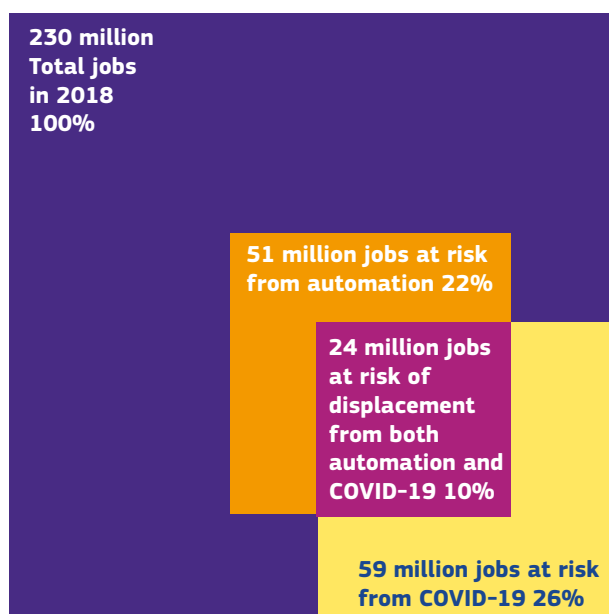 230 million
Total jobs
in 2018
100%
51 million jobs at risk
from automation 22%
24 million jobs
at risk of
displacement
from both
automation and
COVID-19 10%
59 million jobs at risk
from COVID-19 26%